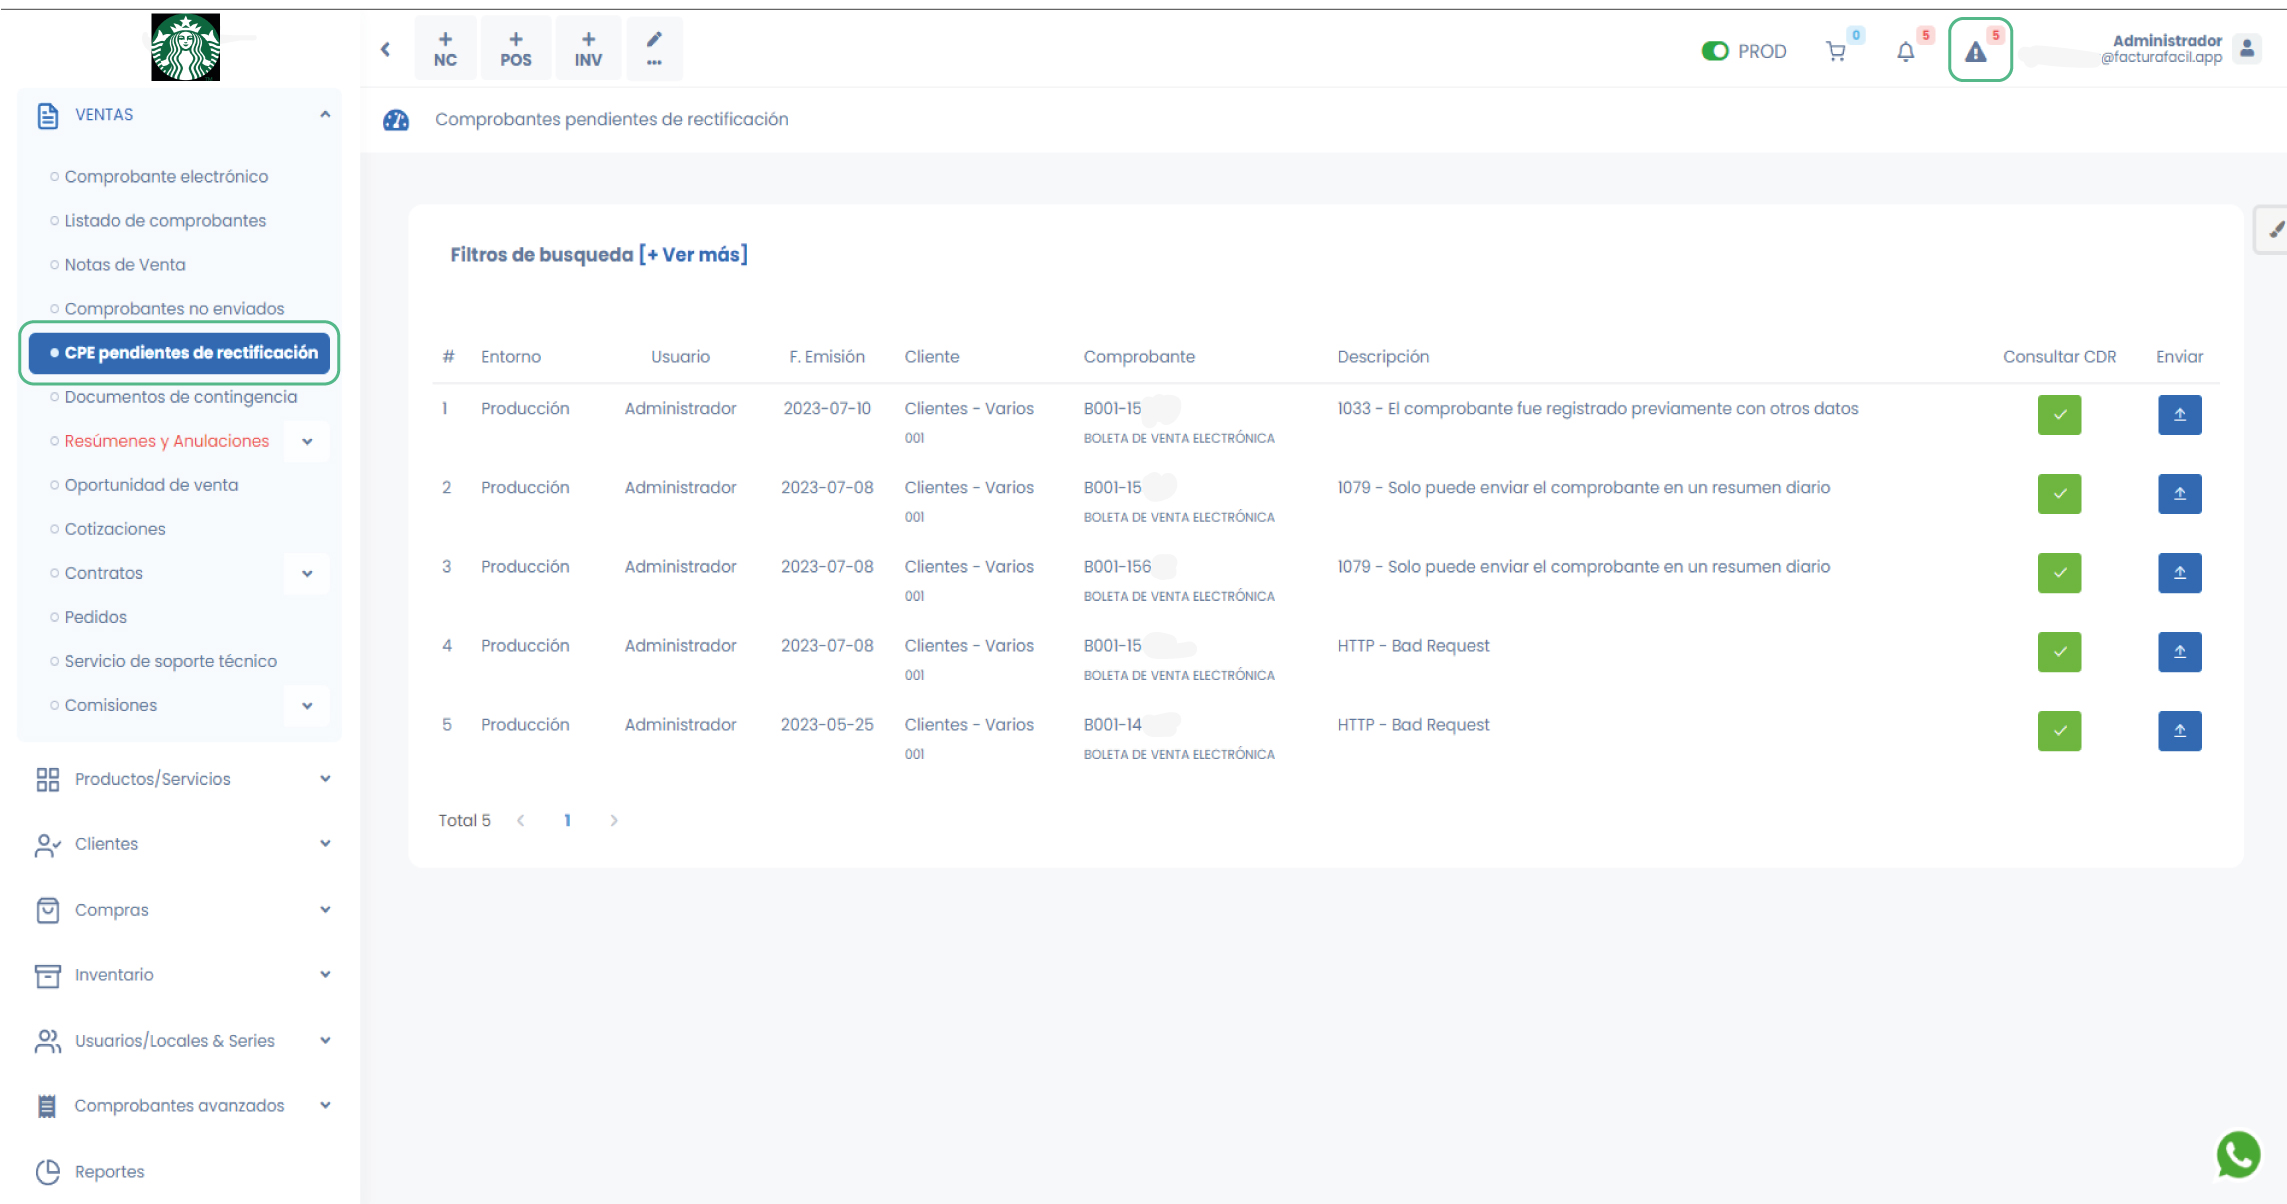 + NC
+ POS
+ INV
...
PROD
0
5
5
Administrador
@facturafacil.app
VENTAS
Comprobantes pendientes de rectificación
Comprobante electrónico
Listado de comprobantes
Notas de Venta
Comprobantes no enviados
CPE pendientes de rectificación
Documentos de contingencia
Resúmenes y Anulaciones
Oportunidad de venta
Cotizaciones
Contratos
Pedidos
Servicio de soporte técnico
Comisiones
Productos/Servicios
Clientes
Compras
Inventario
Usuarios/Locales & Series
Comprobantes avanzados
Reportes
Filtros de busqueda [+ Ver más]
# Entorno Usuario F. Emisión Cliente Comprobante Descripción Consultar CDR Enviar
1 Producción Administrador 2023-07-10 Clientes - Varios B001-15 1033 - El comprobante fue registrado previamente con otros datos
001 BOLETA DE VENTA ELECTRÓNICA
2 Producción Administrador 2023-07-08 Clientes - Varios B001-15 1079 - Solo puede enviar el comprobante en un resumen diario
001 BOLETA DE VENTA ELECTRÓNICA
3 Producción Administrador 2023-07-08 Clientes - Varios B001-156 1079 - Solo puede enviar el comprobante en un resumen diario
001 BOLETA DE VENTA ELECTRÓNICA
4 Producción Administrador 2023-07-08 Clientes - Varios B001-15 HTTP - Bad Request
001 BOLETA DE VENTA ELECTRÓNICA
5 Producción Administrador 2023-05-25 Clientes - Varios B001-14 HTTP - Bad Request
001 BOLETA DE VENTA ELECTRÓNICA
Total 5 < 1 >